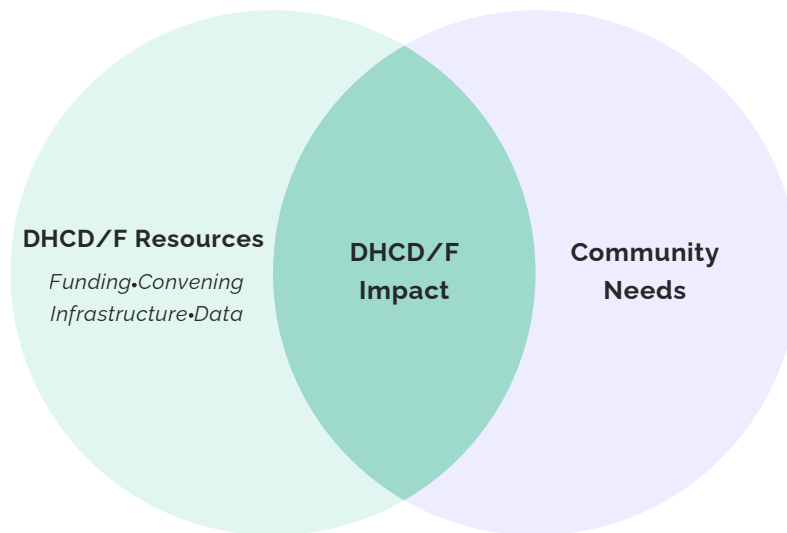 DHCD/F Resources
Funding•Convening
Infrastructure•Data
DHCD/F
Impact
Community
Needs